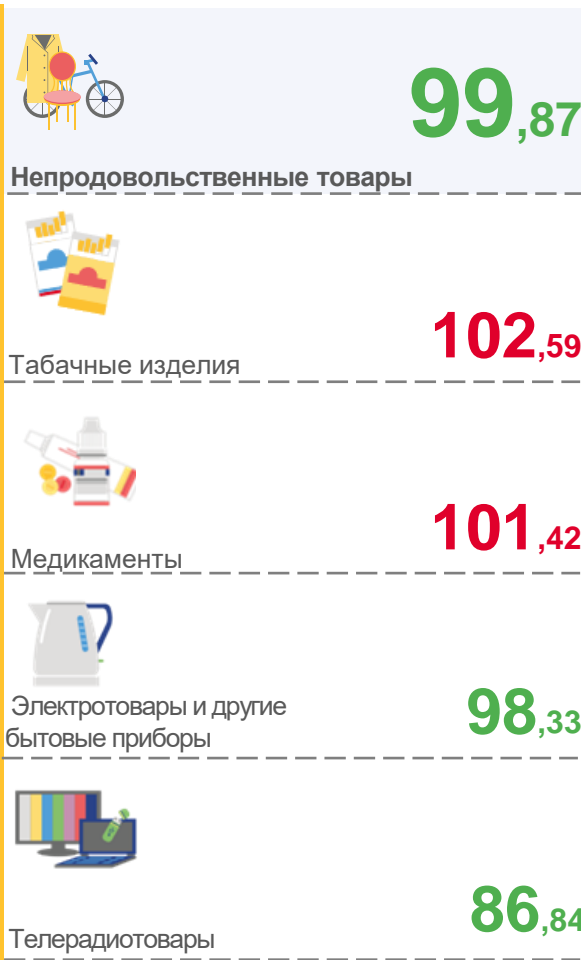 99,87
Непродовольственные товары
102,59
Табачные изделия
101,42
Медикаменты
Электротовары и другие
98,33
бытовые приборы
86,84
Телерадиотовары